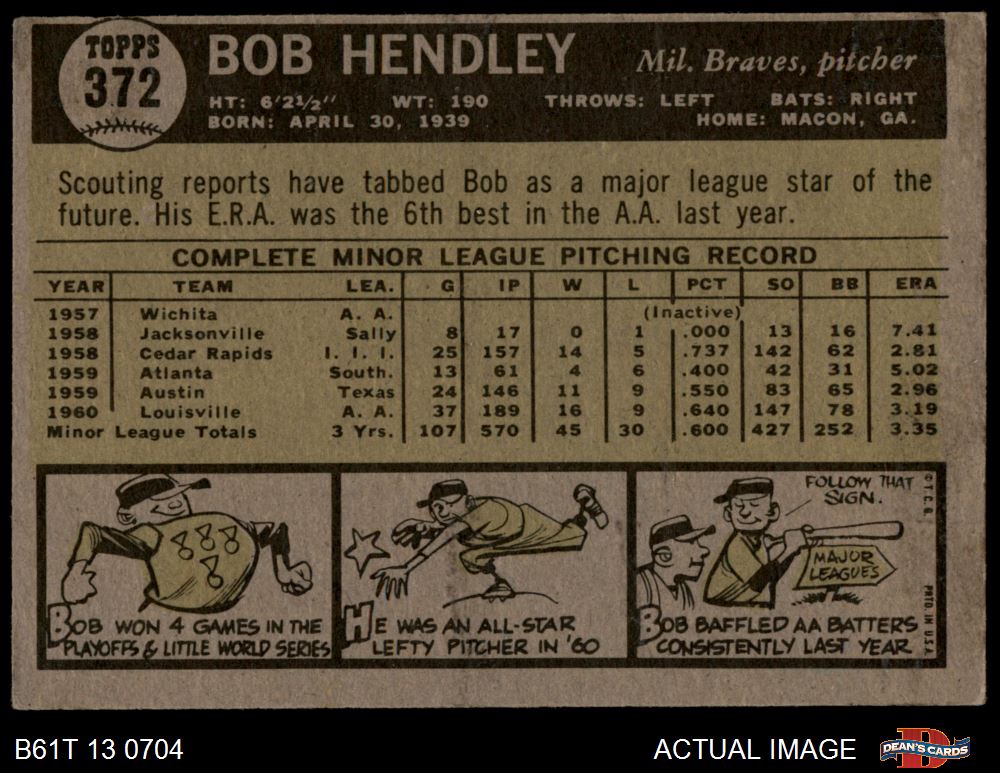 TOPPS
372
BOB HENDLEY
Mil. Braves, pitcher
HT: 6'2½" WT: 190 THROWS: LEFT BATS: RIGHT
BORN: APRIL 30, 1939 HOME: MACON, GA.
Scouting reports have tabbed Bob as a major league star of the
future. His E.R.A. was the 6th best in the A.A. last year.
COMPLETE MINOR LEAGUE PITCHING RECORD
YEAR TEAM LEA. G IP W L PCT SO BB ERA
1957 Wichita A. A. (Inactive)
1958 Jacksonville Sally 8 17 0 1 .000 13 16 7.41
1958 Cedar Rapids I. I. I. 25 157 14 5 .737 142 62 2.81
1959 Atlanta South. 13 61 4 6 .400 42 31 5.02
1959 Austin Texas 24 146 11 9 .550 83 65 2.96
1960 Louisville A. A. 37 189 16 9 .640 147 78 3.19
Minor League Totals 3 Yrs. 107 570 45 30 .600 427 252 3.35
BOB WON 4 GAMES IN THE
PLAYOFFS & LITTLE WORLD SERIES
HE WAS AN ALL-STAR
LEFTY PITCHER IN '60
FOLLOW THAT
SIGN.
MAJOR
LEAGUES
BOB BAFFLED AA BATTERS
CONSISTENTLY LAST YEAR
© T. C. G.
PRTD. IN U.S.A.
B61T 13 0704
ACTUAL IMAGE
DEAN'S CARDS